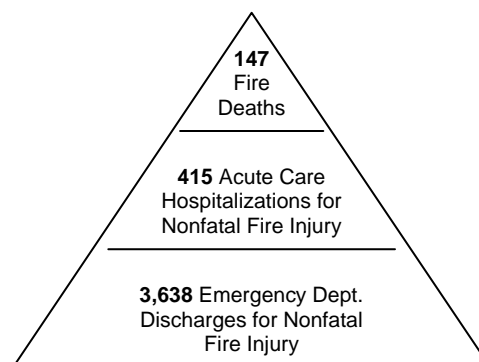 147
Fire
Deaths
415 Acute Care
Hospitalizations for
Nonfatal Fire Injury
3,638 Emergency Dept.
Discharges for Nonfatal
Fire Injury